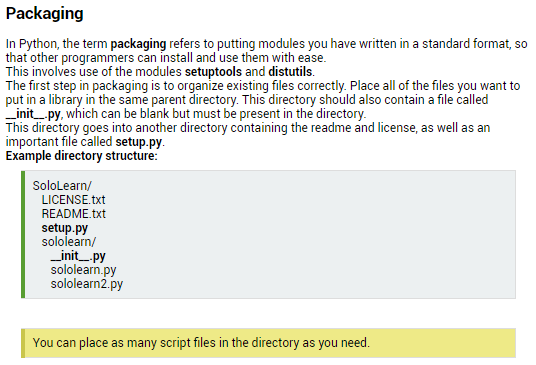 Packaging
In Python, the term packaging refers to putting modules you have written in a standard format, so
that other programmers can install and use them with ease.
This involves use of the modules setuptools and distutils.
The first step in packaging is to organize existing files correctly. Place all of the files you want to
put in a library in the same parent directory. This directory should also contain a file called
__init__.py, which can be blank but must be present in the directory.
This directory goes into another directory containing the readme and license, as well as an
important file called setup.py.
Example directory structure:
SoloLearn/
LICENSE.txt
README.txt
setup.py
sololearn/
__init__.py
sololearn.py
sololearn2.py
You can place as many script files in the directory as you need.